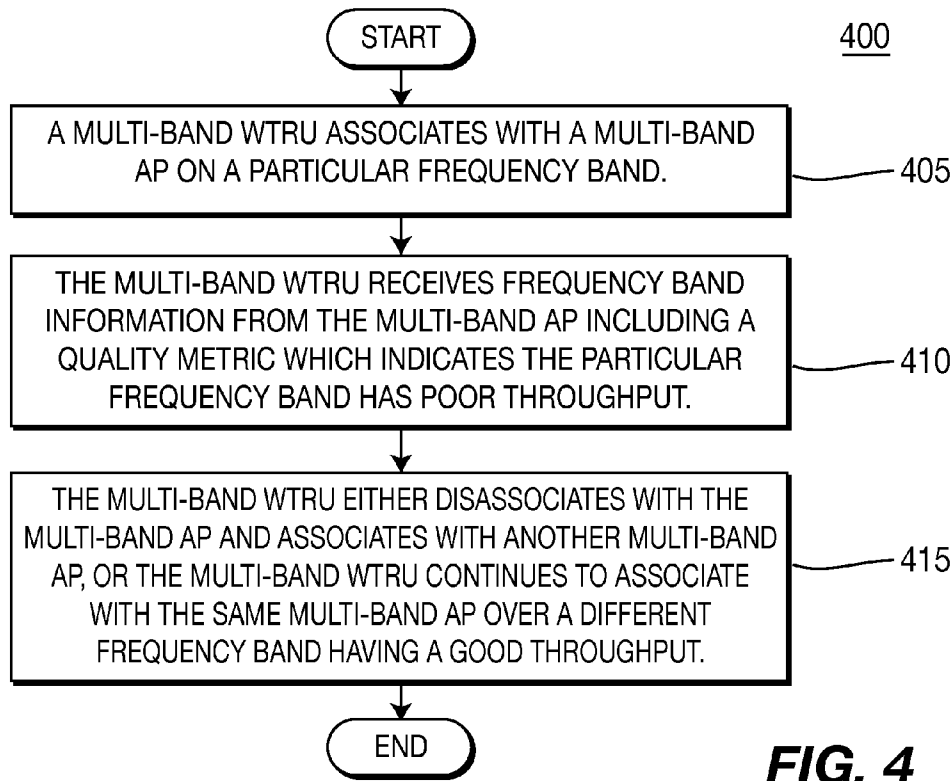 START
400
A MULTI-BAND WTRU ASSOCIATES WITH A MULTI-BAND
AP ON A PARTICULAR FREQUENCY BAND.
405
THE MULTI-BAND WTRU RECEIVES FREQUENCY BAND
INFORMATION FROM THE MULTI-BAND AP INCLUDING A
QUALITY METRIC WHICH INDICATES THE PARTICULAR
FREQUENCY BAND HAS POOR THROUGHPUT.
410
THE MULTI-BAND WTRU EITHER DISASSOCIATES WITH THE
MULTI-BAND AP AND ASSOCIATES WITH ANOTHER MULTI-BAND
AP, OR THE MULTI-BAND WTRU CONTINUES TO ASSOCIATE
WITH THE SAME MULTI-BAND AP OVER A DIFFERENT
FREQUENCY BAND HAVING A GOOD THROUGHPUT.
415
END
FIG. 4